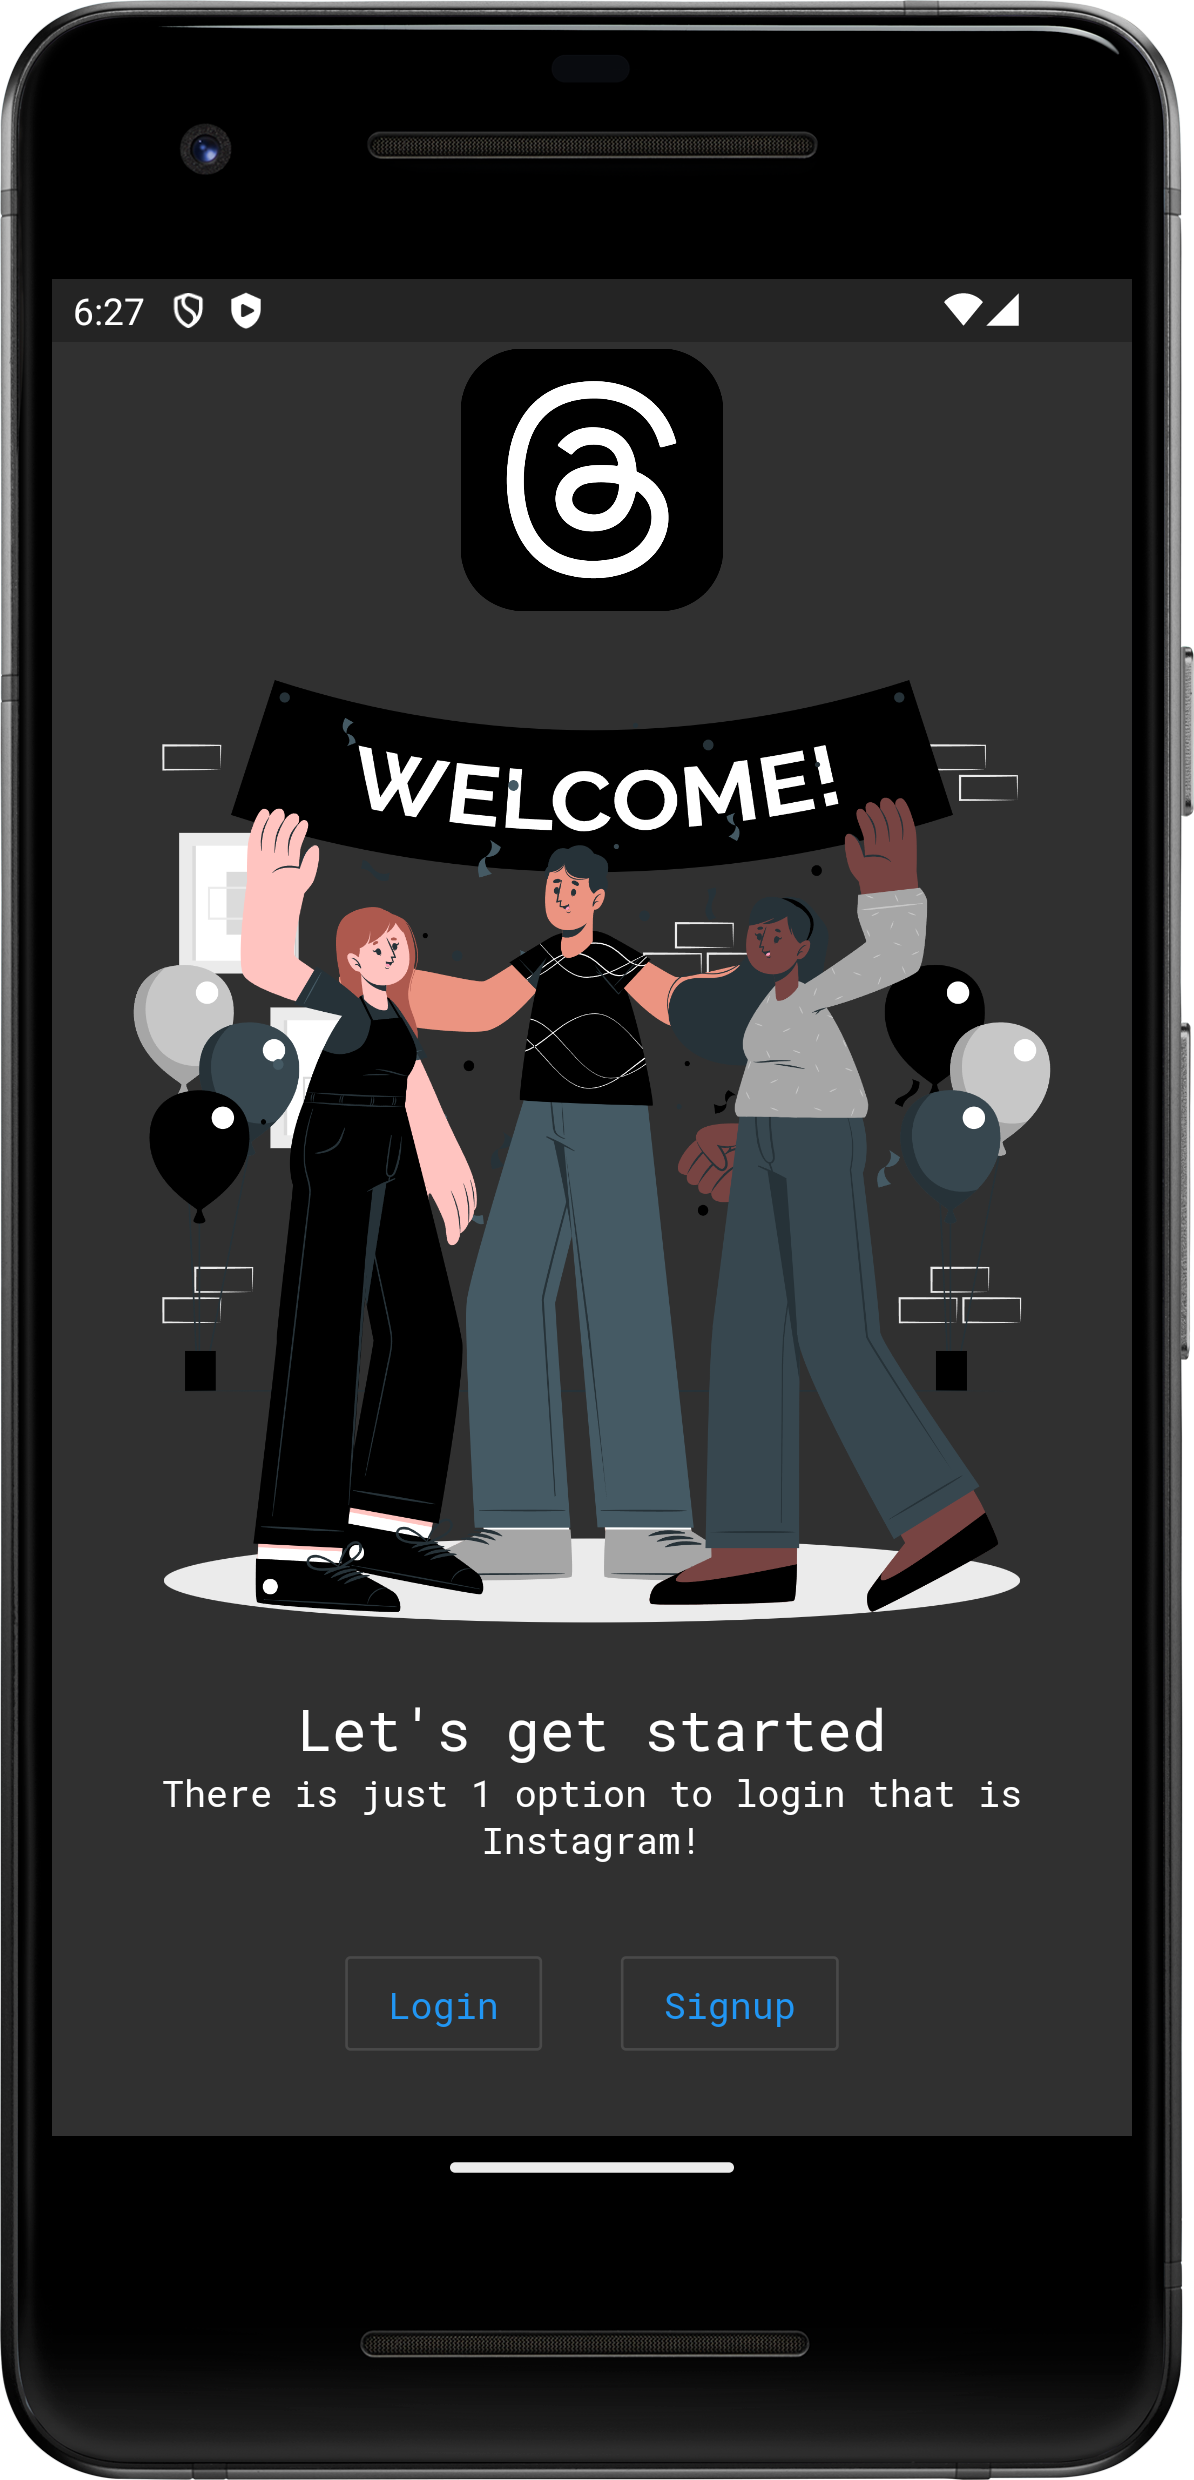 6:27
WELCOME!
Let's get started
There is just 1 option to login that is
Instagram!
Login
Signup